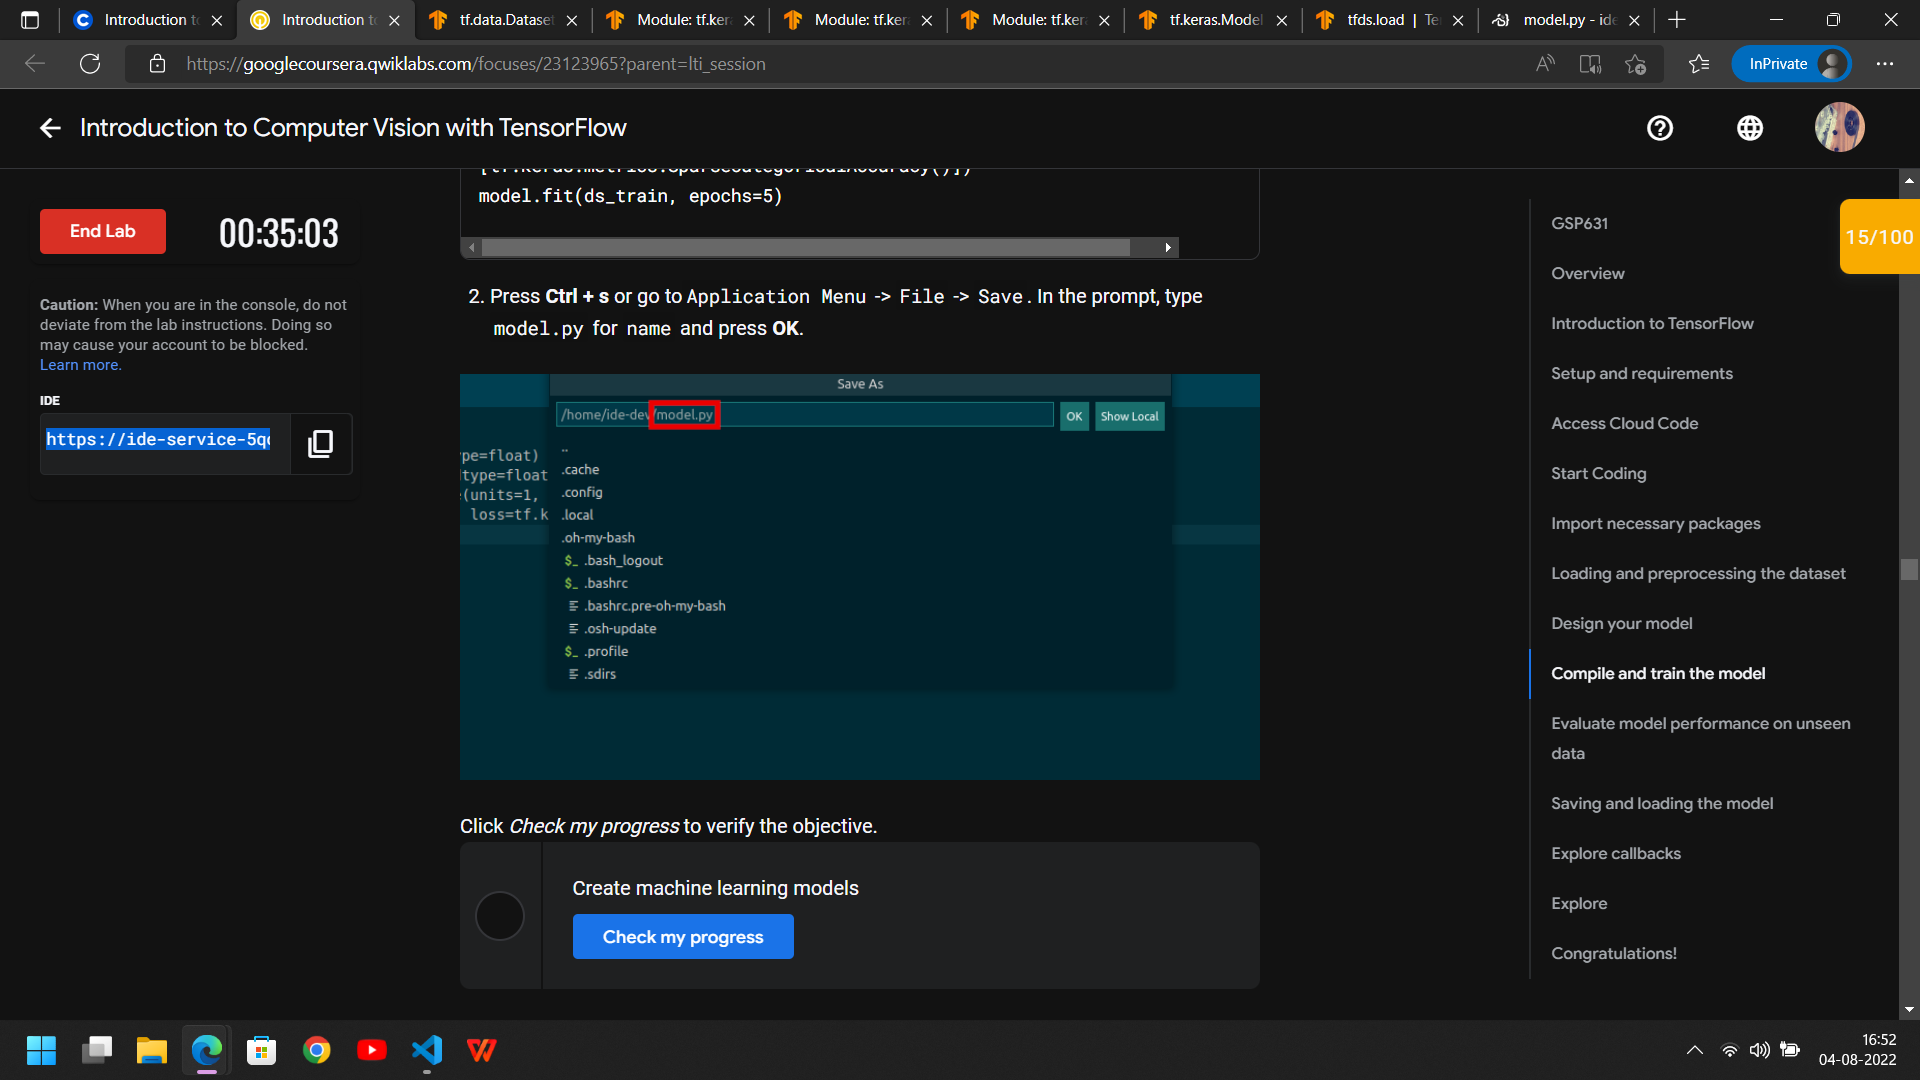 Introduction to
Introduction to
tf.data.Dataset
Module: tf.ker
Module: tf.ker
Module: tf.ker
tf.keras.Model
tfds.load | Te
model.py - ide
https://googlecoursera.qwiklabs.com/focuses/23123965?parent=lti_session
InPrivate
Introduction to Computer Vision with TensorFlow
End Lab
00:35:03
Caution: When you are in the console, do not
deviate from the lab instructions. Doing so
may cause your account to be blocked.
Learn more.
IDE
https://ide-service-5q
[tf.keras.metrics.SparseCategoricalAccuracy()])
model.fit(ds_train, epochs=5)
2. Press Ctrl + s or go to Application Menu -> File -> Save. In the prompt, type
model.py for name and press OK.
Save As
/home/ide-dev/model.py
OK
Show Local
..
.cache
.config
.local
.oh-my-bash
$_ .bash_logout
$_ .bashrc
.bashrc.pre-oh-my-bash
.osh-update
$_ .profile
.sdirs
pe=float)
dtype=float
(units=1,
loss=tf.k
Click Check my progress to verify the objective.
Create machine learning models
Check my progress
GSP631
Overview
Introduction to TensorFlow
Setup and requirements
Access Cloud Code
Start Coding
Import necessary packages
Loading and preprocessing the dataset
Design your model
Compile and train the model
Evaluate model performance on unseen
data
Saving and loading the model
Explore callbacks
Explore
Congratulations!
15/100
16:52
04-08-2022